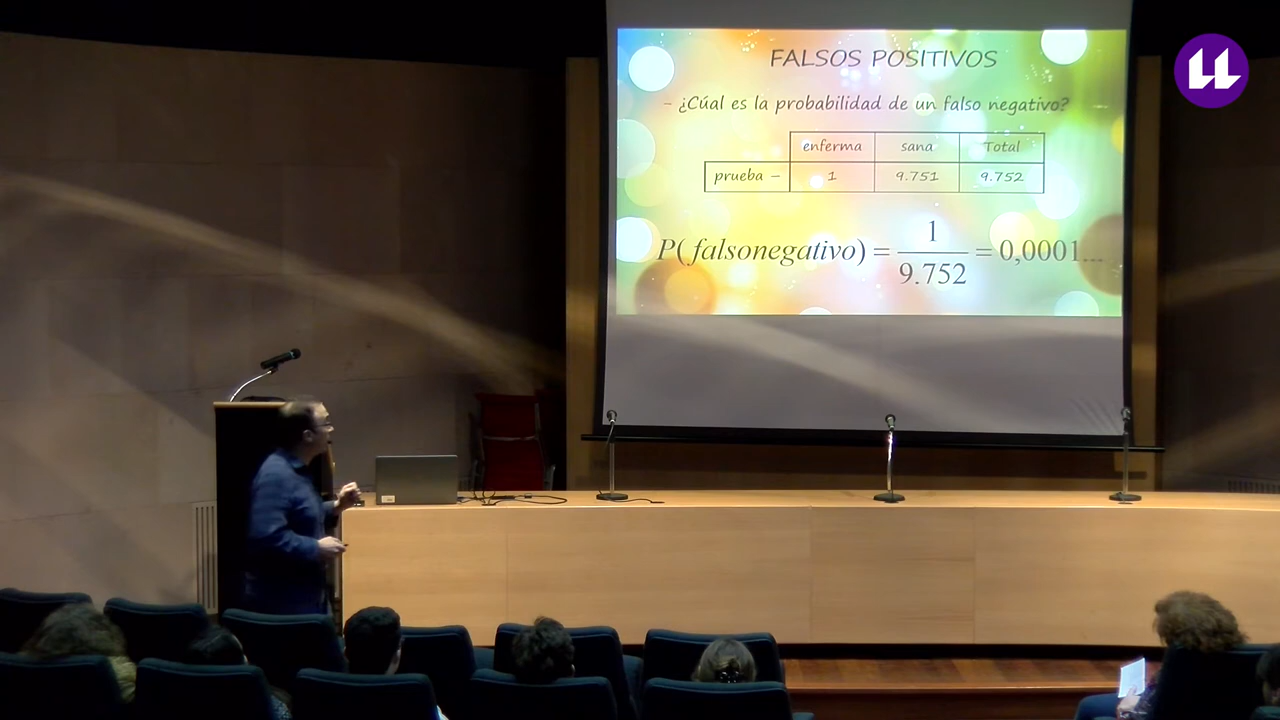 FALSOS POSITIVOS
- ¿Cúal es la probabilidad de un falso negativo?
enferma sana Total
prueba - 1 9.751 9.752
P( falsonegativo) = 1/9.752 = 0,0001...